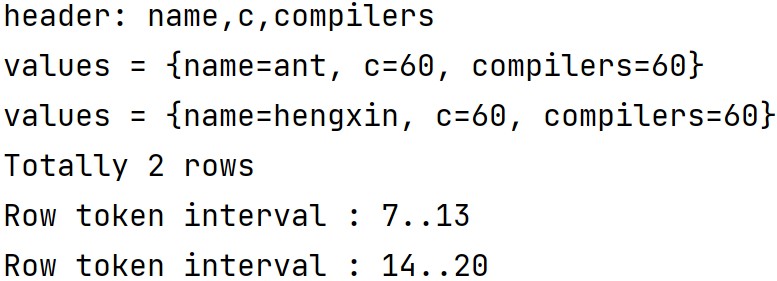 header: name,c,compilers
values = {name=ant, c=60, compilers=60}
values = {name=hengxin, c=60, compilers=60}
Totally 2 rows
Row token interval : 7..13
Row token interval : 14..20